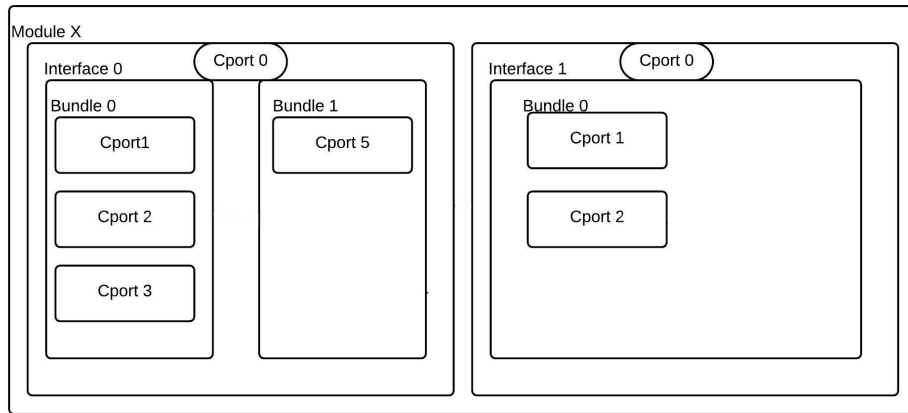 Module X
Interface 0
Cport 0
Bundle 0
Cport1
Cport 2
Cport 3
Bundle 1
Cport 5
Interface 1
Cport 0
Bundle 0
Cport 1
Cport 2